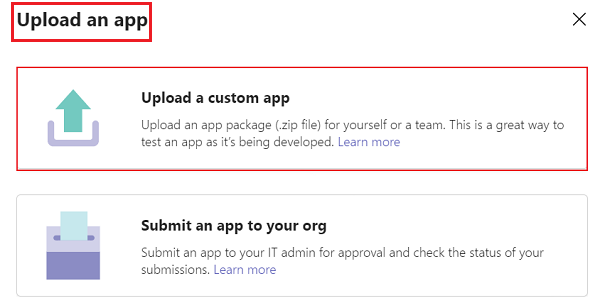 Upload an app
Upload a custom app
Upload an app package (.zip file) for yourself or a team. This is a great way to
test an app as it's being developed. Learn more
Submit an app to your org
Submit an app to your IT admin for approval and check the status of your
submissions. Learn more